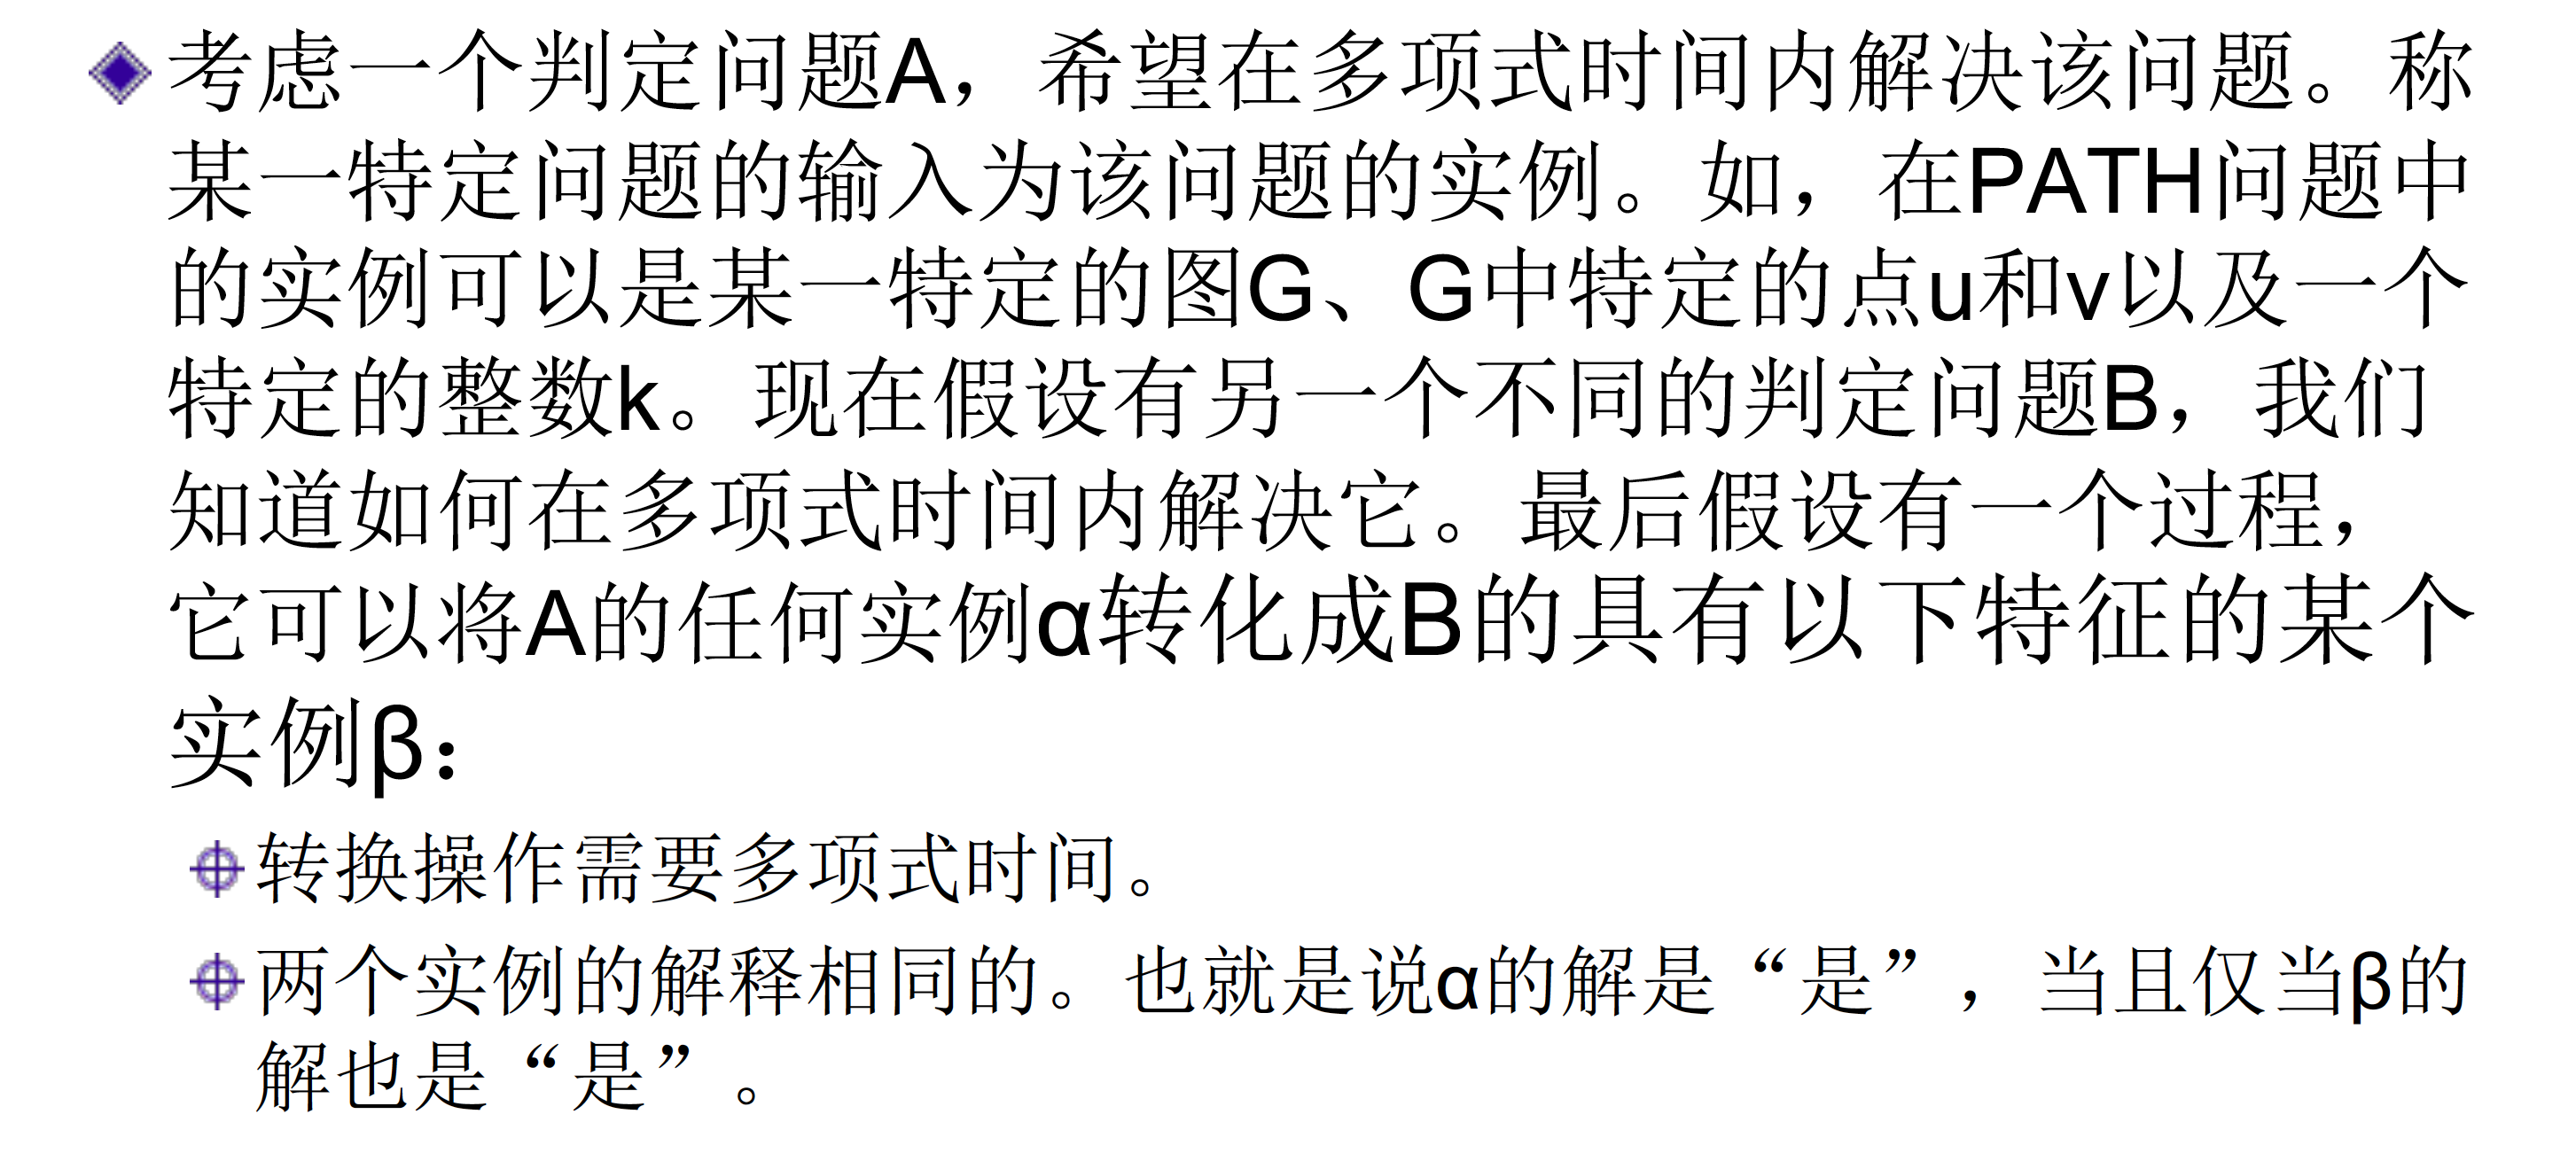 考虑一个判定问题A，希望在多项式时间内解决该问题。称
某一特定问题的输入为该问题的实例。如，在PATH问题中
的实例可以是某一特定的图G、G中特定的点u和v以及一个
特定的整数k。现在假设有另一个不同的判定问题B，我们
知道如何在多项式时间内解决它。最后假设有一个过程，
它可以将A的任何实例α转化成B的具有以下特征的某个
实例β：
转换操作需要多项式时间。
两个实例的解释相同的。也就是说α的解是“是”，当且仅当β的
解也是“是”。